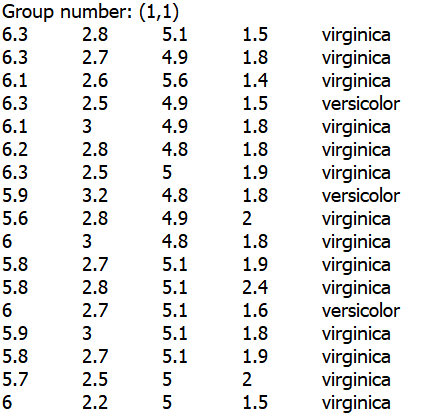 Group number: (1,1)
6.3 2.8 5.1 1.5 virginica
6.3 2.7 4.9 1.8 virginica
6.1 2.6 5.6 1.4 virginica
6.3 2.5 4.9 1.5 versicolor
6.1 3 4.9 1.8 virginica
6.2 2.8 4.8 1.8 virginica
6.3 2.5 5 1.9 virginica
5.9 3.2 4.8 1.8 versicolor
5.6 2.8 4.9 2 virginica
6 3 4.8 1.8 virginica
5.8 2.7 5.1 1.9 virginica
5.8 2.8 5.1 2.4 virginica
6 2.7 5.1 1.6 versicolor
5.9 3 5.1 1.8 virginica
5.8 2.7 5.1 1.9 virginica
5.7 2.5 5 2 virginica
6 2.2 5 1.5 virginica